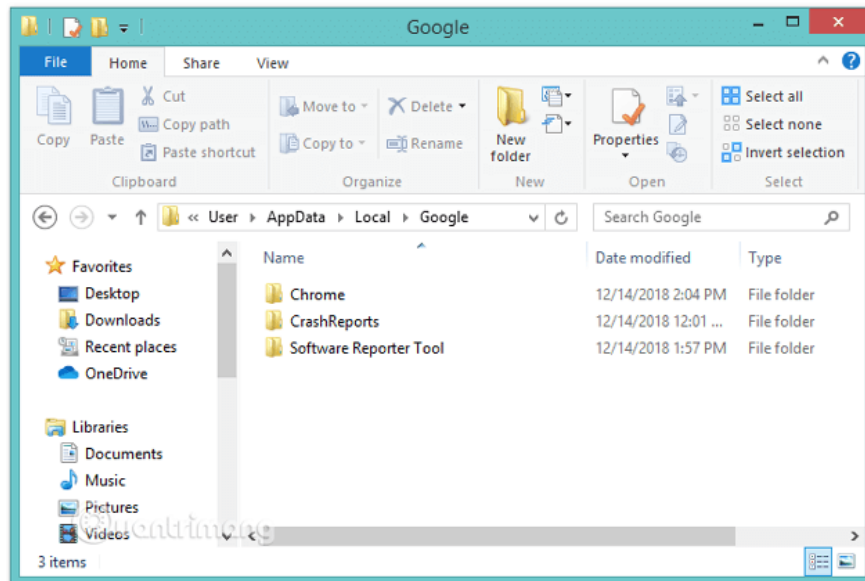 Google
File Home Share View
Copy
Paste
Cut
Copy path
Paste shortcut
Clipboard
Move to
Copy to
Delete
Rename
Organize
New
folder
New
Properties
Open
Select all
Select none
Invert selection
Select
« User AppData Local Google
Search Google
Favorites
Desktop
Downloads
Recent places
OneDrive
Libraries
Documents
Music
Pictures
Videos
Name Date modified Type
Chrome 12/14/2018 2:04 PM File folder
CrashReports 12/14/2018 12:01 ... File folder
Software Reporter Tool 12/14/2018 1:57 PM File folder
Quantrimang
3 items